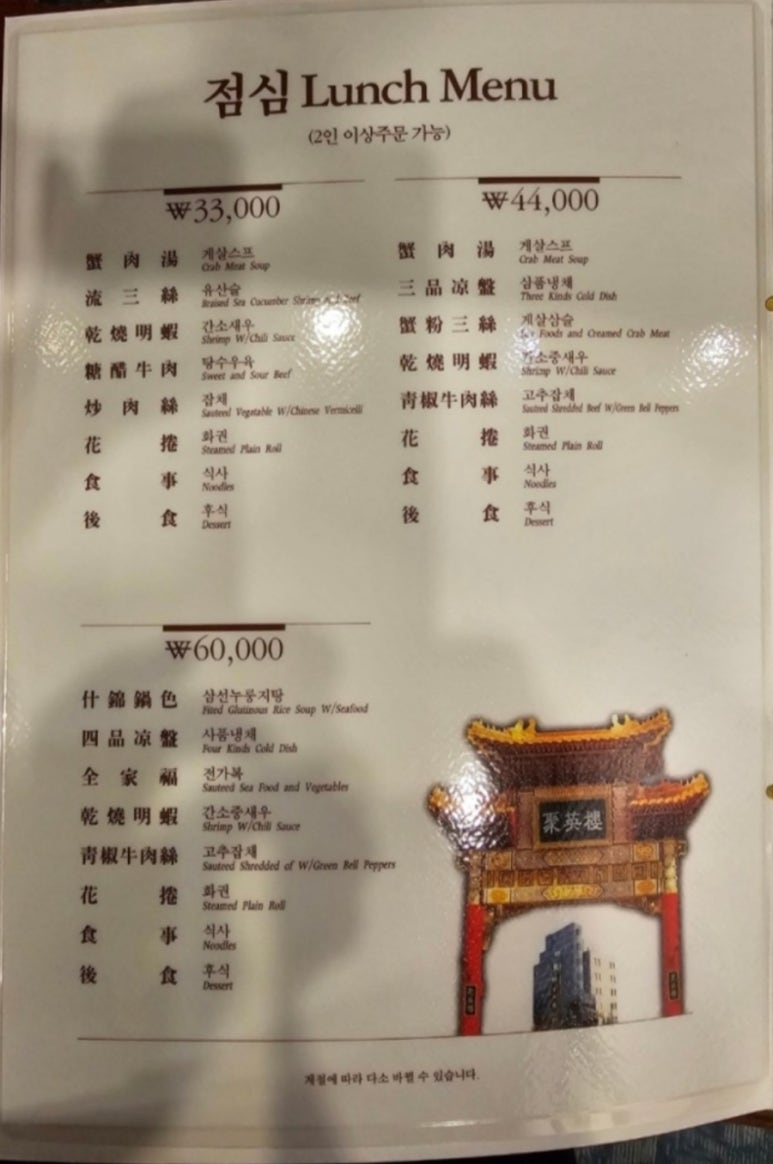 점심 Lunch Menu
(2인 이상주문 가능)
₩33,000
蟹肉湯 게살스프
Crab Meat Soup
流三絲 유산슬
Braised Sea Cucumber Shrimp And Beef
乾燒明蝦 간소새우
Shrimp W/Chili Sauce
糖醋牛肉 탕수우육
Sweet and Sour Beef
炒肉絲 잡채
Sauteed Vegatable W/Chinese Vermicelli
花捲 화권
Steamed Plain Roll
食事 식사
Noodles
後食 후식
Dessert
₩44,000
蟹肉湯 게살스프
Crab Meat Soup
三品凉盤 삼품냉채
Three Kinds Cold Dish
蟹粉三絲 게살삼슬
Foods and Creamed Crab Meat
乾燒明蝦 간소중새우
Shrimp W/Chili Sauce
靑椒牛肉絲 고추잡채
Sauteed Shredded Beef W/Green Bell Peppers
花捲 화권
Steamed Plain Roll
食事 식사
Noodles
後食 후식
Dessert
₩60,000
什錦鍋色 삼선누룽지탕
Fried Glutinous Rice Soup W/Seafood
四品凉盤 사품냉채
Four Kinds Cold Dish
全家福 전가복
Sauteed Sea Food and Vegetables
乾燒明蝦 간소중새우
Shrimp W/Chili Sauce
靑椒牛肉絲 고추잡채
Sauteed Shredded of W/Green Bell Peppers
花捲 화권
Steamed Plain Roll
食事 식사
Noodles
後食 후식
Dessert
聚英樓
계절에 따라 다소 바뀔 수 있습니다.